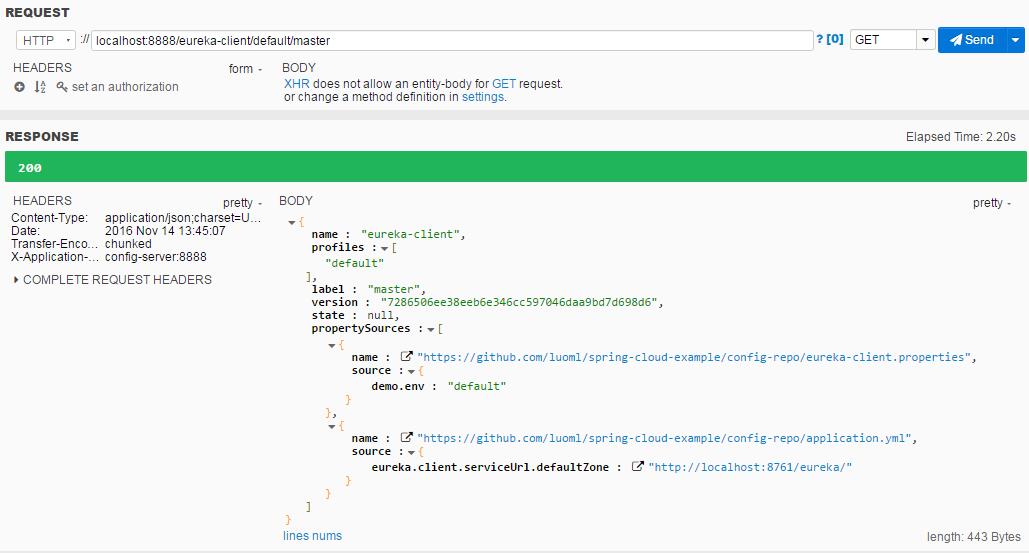 REQUEST
HTTP :// localhost:8888/eureka-client/default/master ? [0] GET Send
HEADERS form BODY
set an authorization XHR does not allow an entity-body for GET request.
or change a method definition in settings.
RESPONSE Elapsed Time: 2.20s
200
HEADERS pretty BODY pretty
Content-Type: application/json;charset=U...
Date: 2016 Nov 14 13:45:07
Transfer-Enco... chunked
X-Application-... config-server:8888
COMPLETE REQUEST HEADERS
{
name : "eureka-client",
profiles : [
"default"
],
label : "master",
version : "7286506ee38eeb6e346cc597046daa9bd7d698d6",
state : null,
propertySources : [
{
name : "https://github.com/luoml/spring-cloud-example/config-repo/eureka-client.properties",
source : {
demo.env : "default"
}
},
{
name : "https://github.com/luoml/spring-cloud-example/config-repo/application.yml",
source : {
eureka.client.serviceUrl.defaultZone : "http://localhost:8761/eureka/"
}
}
]
}
lines nums length: 443 Bytes